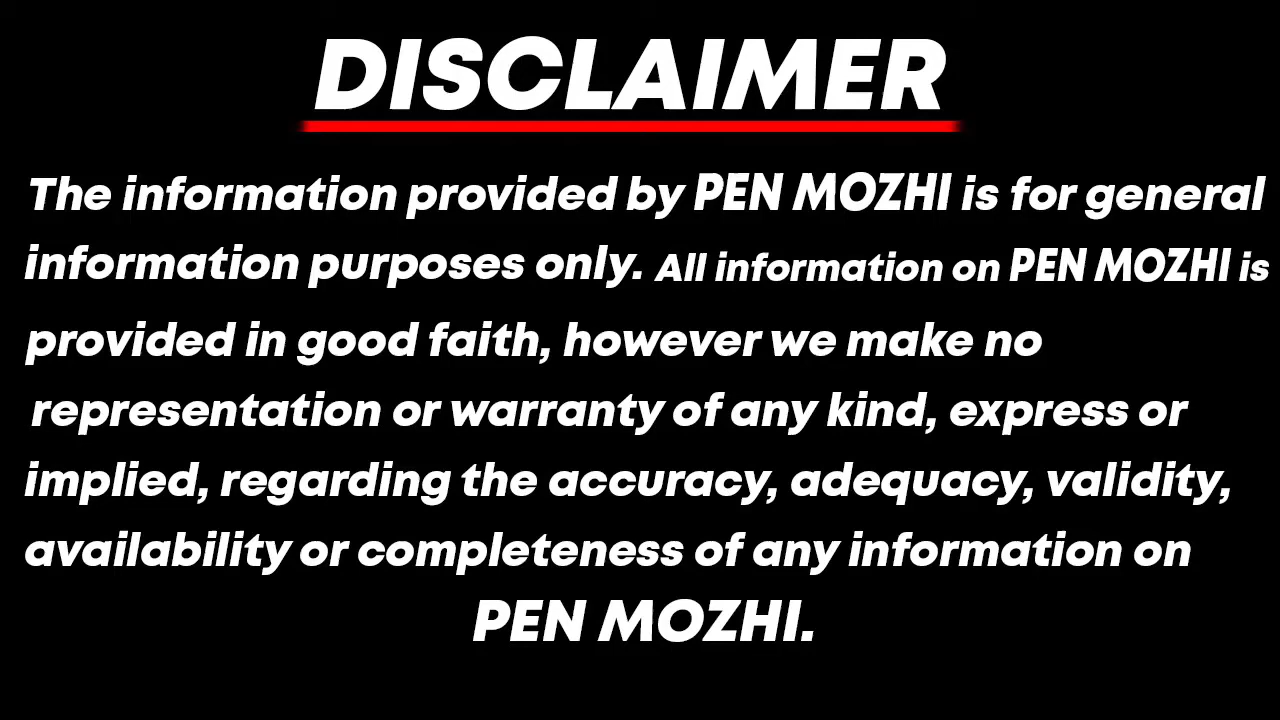 DISCLAIMER
The information provided by PEN MOZHI is for general
information purposes only. All information on PEN MOZHI is
provided in good faith, however we make no
representation or warranty of any kind, express or
implied, regarding the accuracy, adequacy, validity,
availability or completeness of any information on
PEN MOZHI.